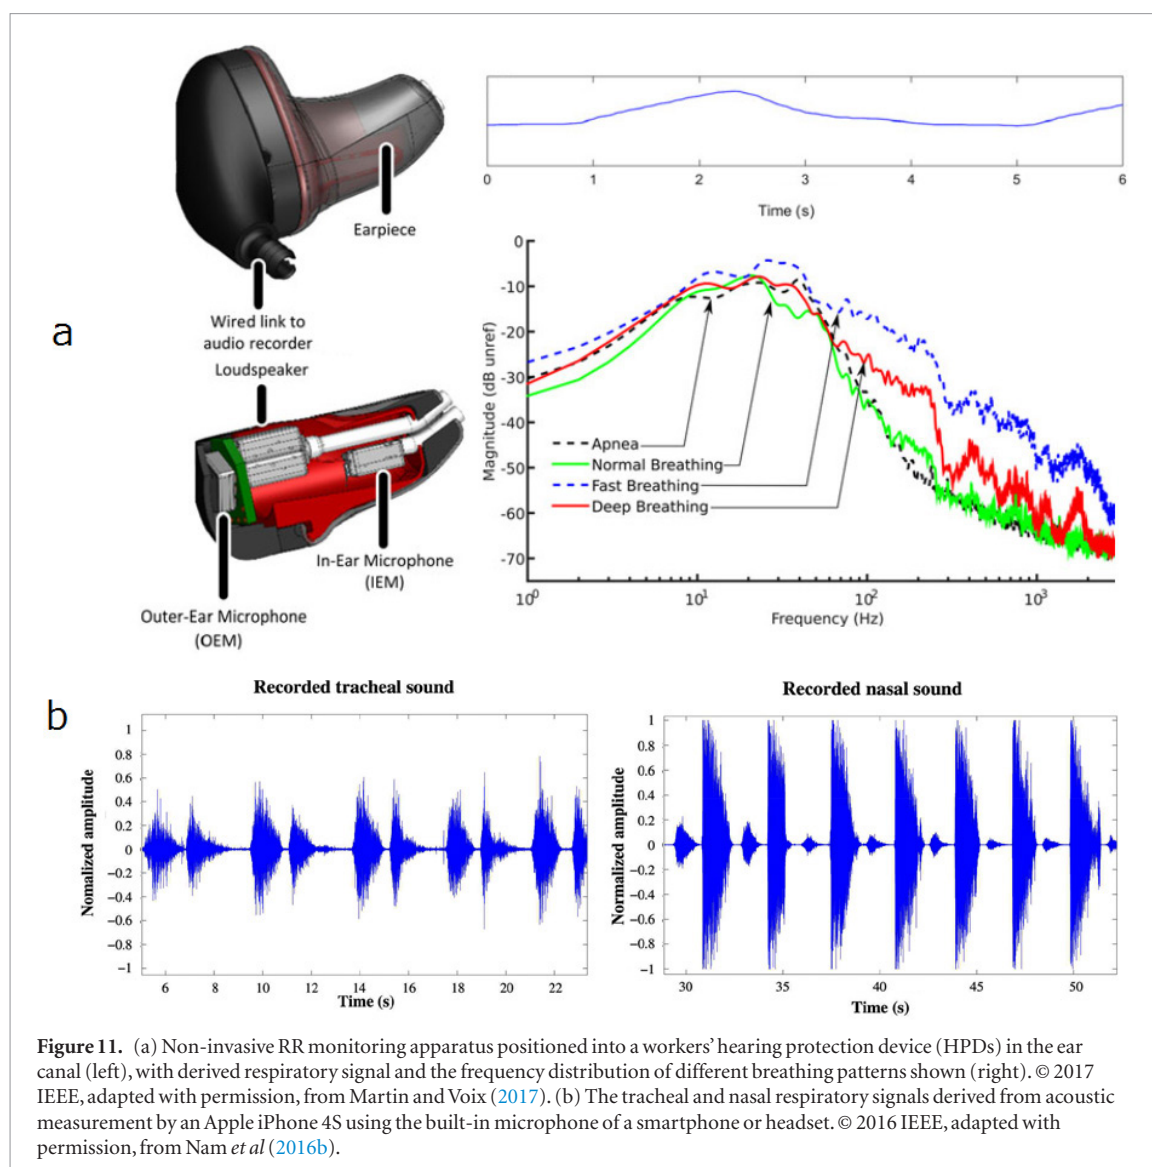 a
Earpiece
Wired link to
audio recorder
Loudspeaker
In-Ear Microphone
(IEM)
Outer-Ear Microphone
(OEM)
0 1 2 3 4 5 6
Time (s)
Magnitude (dB unref)
0
-10
-20
-30
-40
-50
-60
-70
Apnea
Normal Breathing
Fast Breathing
Deep Breathing
10⁰ 10¹ 10² 10³
Frequency (Hz)
b
Recorded tracheal sound
Nomalized amplitude
1
0.8
0.6
0.4
0.2
0
−0.2
−0.4
−0.6
−0.8
−1
6 8 10 12 14 16 18 20 22
Time (s)
Recorded nasal sound
Normalized amplitude
1
0.8
0.6
0.4
0.2
0
−0.2
−0.4
−0.6
−0.8
−1
30 35 40 45 50
Time (s)
Figure 11. (a) Non-invasive RR monitoring apparatus positioned into a workers’ hearing protection device (HPDs) in the ear
canal (left), with derived respiratory signal and the frequency distribution of different breathing patterns shown (right). © 2017
IEEE, adapted with permission, from Martin and Voix (2017). (b) The tracheal and nasal respiratory signals derived from acoustic
measurement by an Apple iPhone 4S using the built-in microphone of a smartphone or headset. © 2016 IEEE, adapted with
permission, from Nam et al (2016b).